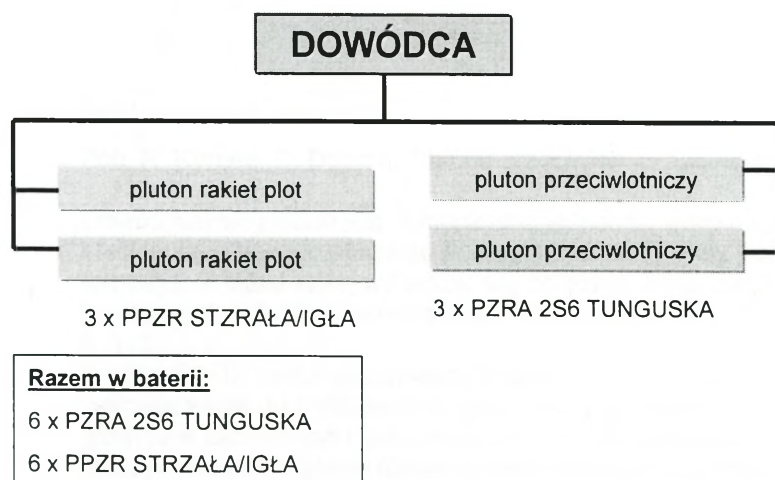 DOWÓDCA
pluton rakiet plot
pluton rakiet plot
3 x PPZR STZRAŁA/IGŁA
pluton przeciwlotniczy
pluton przeciwlotniczy
3 x PZRA 2S6 TUNGUSKA
Razem w baterii:
6 x PZRA 2S6 TUNGUSKA
6 x PPZR STRZAŁA/IGŁA